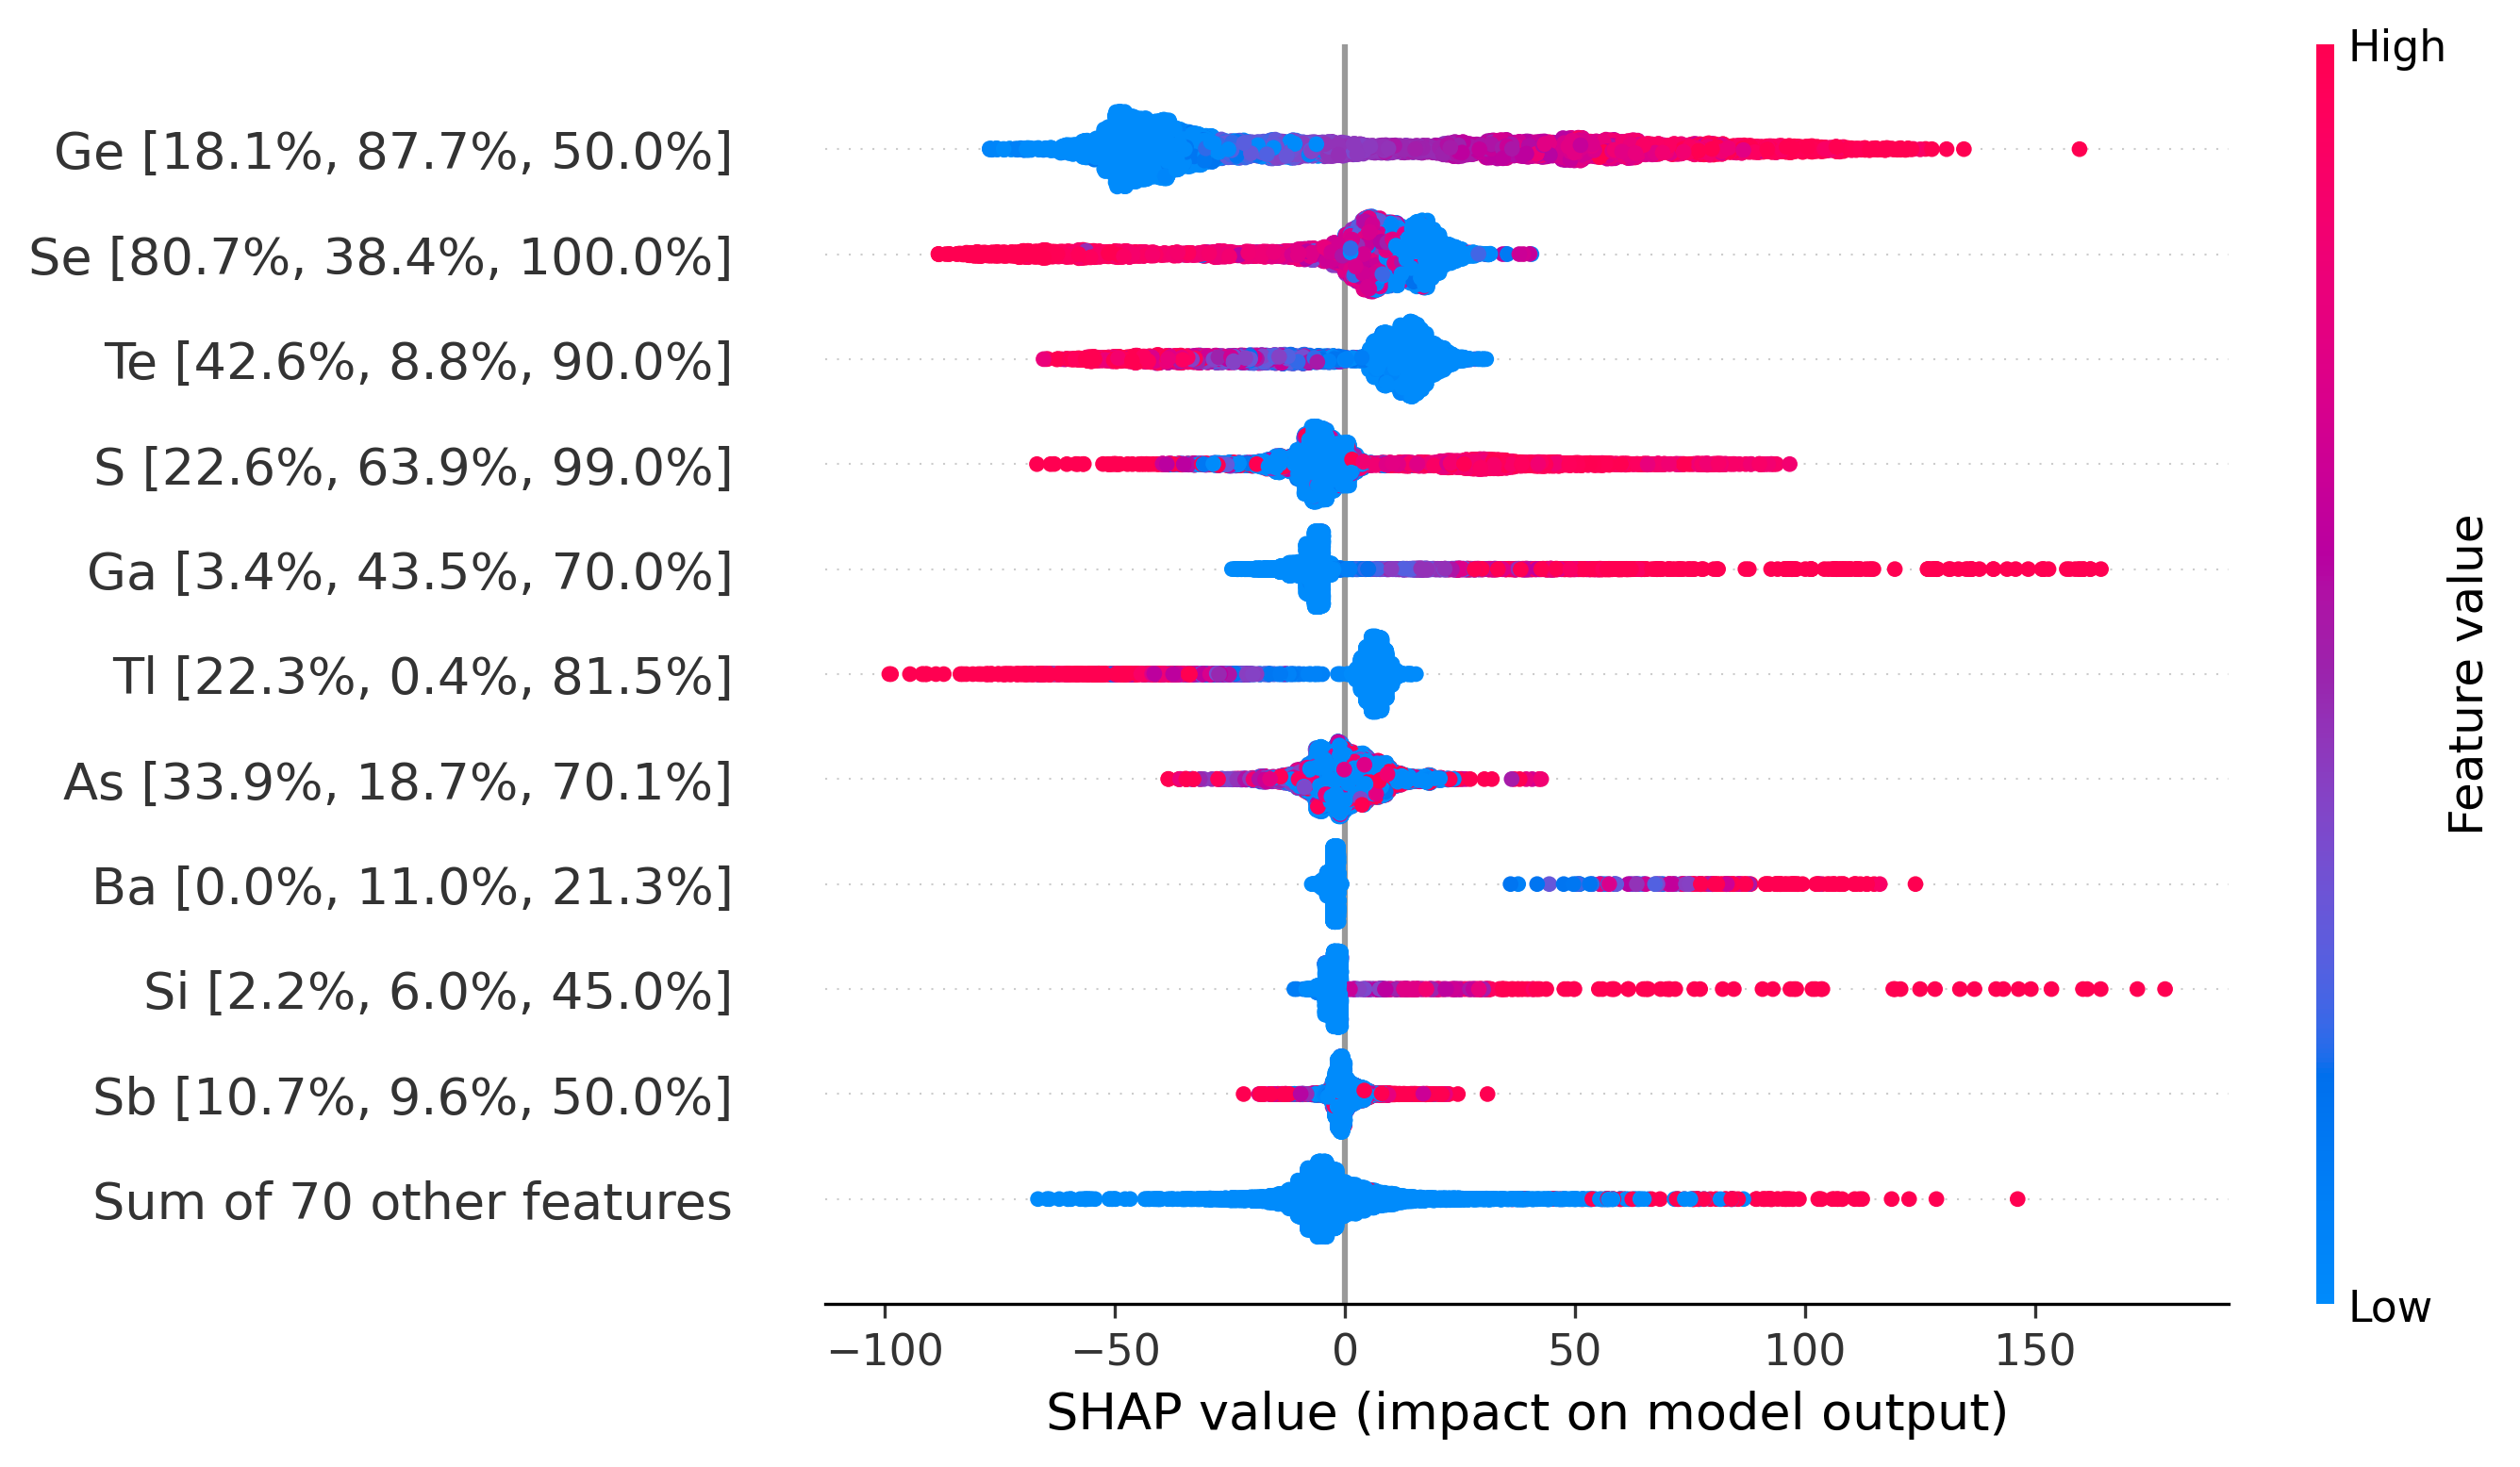 High
Ge [18.1%, 87.7%, 50.0%]
Se [80.7%, 38.4%, 100.0%]
Te [42.6%, 8.8%, 90.0%]
S [22.6%, 63.9%, 99.0%]
Ga [3.4%, 43.5%, 70.0%]
Tl [22.3%, 0.4%, 81.5%]
As [33.9%, 18.7%, 70.1%]
Ba [0.0%, 11.0%, 21.3%]
Si [2.2%, 6.0%, 45.0%]
Sb [10.7%, 9.6%, 50.0%]
Sum of 70 other features
Feature value
Low
−100 −50 0 50 100 150
SHAP value (impact on model output)